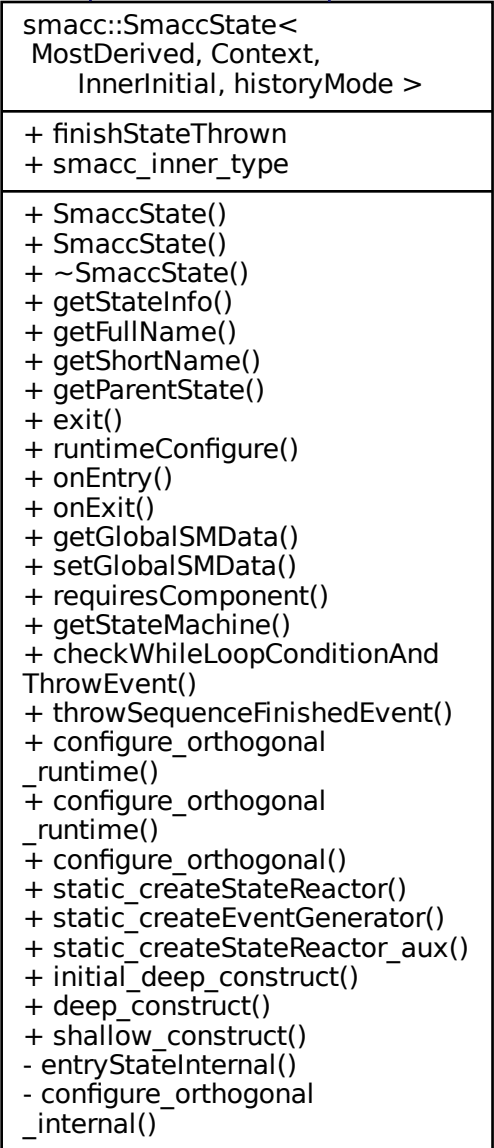 smacc::SmaccState<
MostDerived, Context,
InnerInitial, historyMode >
+ finishStateThrown
+ smacc_inner_type
+ SmaccState()
+ SmaccState()
+ ~SmaccState()
+ getStateInfo()
+ getFullName()
+ getShortName()
+ getParentState()
+ exit()
+ runtimeConfigure()
+ onEntry()
+ onExit()
+ getGlobalSMData()
+ setGlobalSMData()
+ requiresComponent()
+ getStateMachine()
+ checkWhileLoopConditionAnd
ThrowEvent()
+ throwSequenceFinishedEvent()
+ configure_orthogonal
_runtime()
+ configure_orthogonal
_runtime()
+ configure_orthogonal()
+ static_createStateReactor()
+ static_createEventGenerator()
+ static_createStateReactor_aux()
+ initial_deep_construct()
+ deep_construct()
+ shallow_construct()
- entryStateInternal()
- configure_orthogonal
_internal()